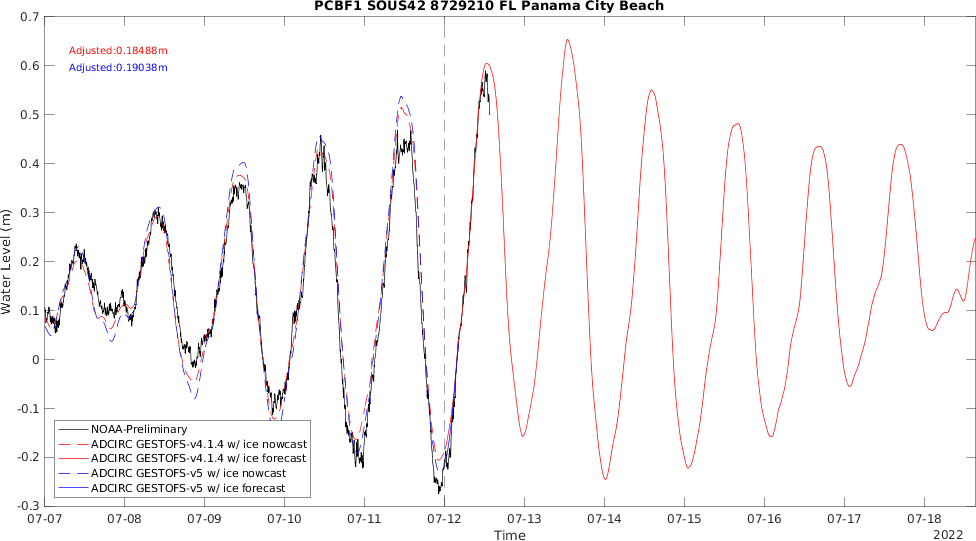 PCBF1 SOUS42 8729210 FL Panama City Beach
0.7
0.6
0.5
0.4
0.3
0.2
0.1
0
-0.1
-0.2
-0.3
Water Level (m)
Adjusted:0.18488m
Adjusted:0.19038m
NOAA-Preliminary
ADCIRC GESTOFS-v4.1.4 w/ ice nowcast
ADCIRC GESTOFS-v4.1.4 w/ ice forecast
ADCIRC GESTOFS-v5 w/ ice nowcast
ADCIRC GESTOFS-v5 w/ ice forecast
07-07 07-08 07-09 07-10 07-11 07-12 07-13 07-14 07-15 07-16 07-17 07-18
Time
2022